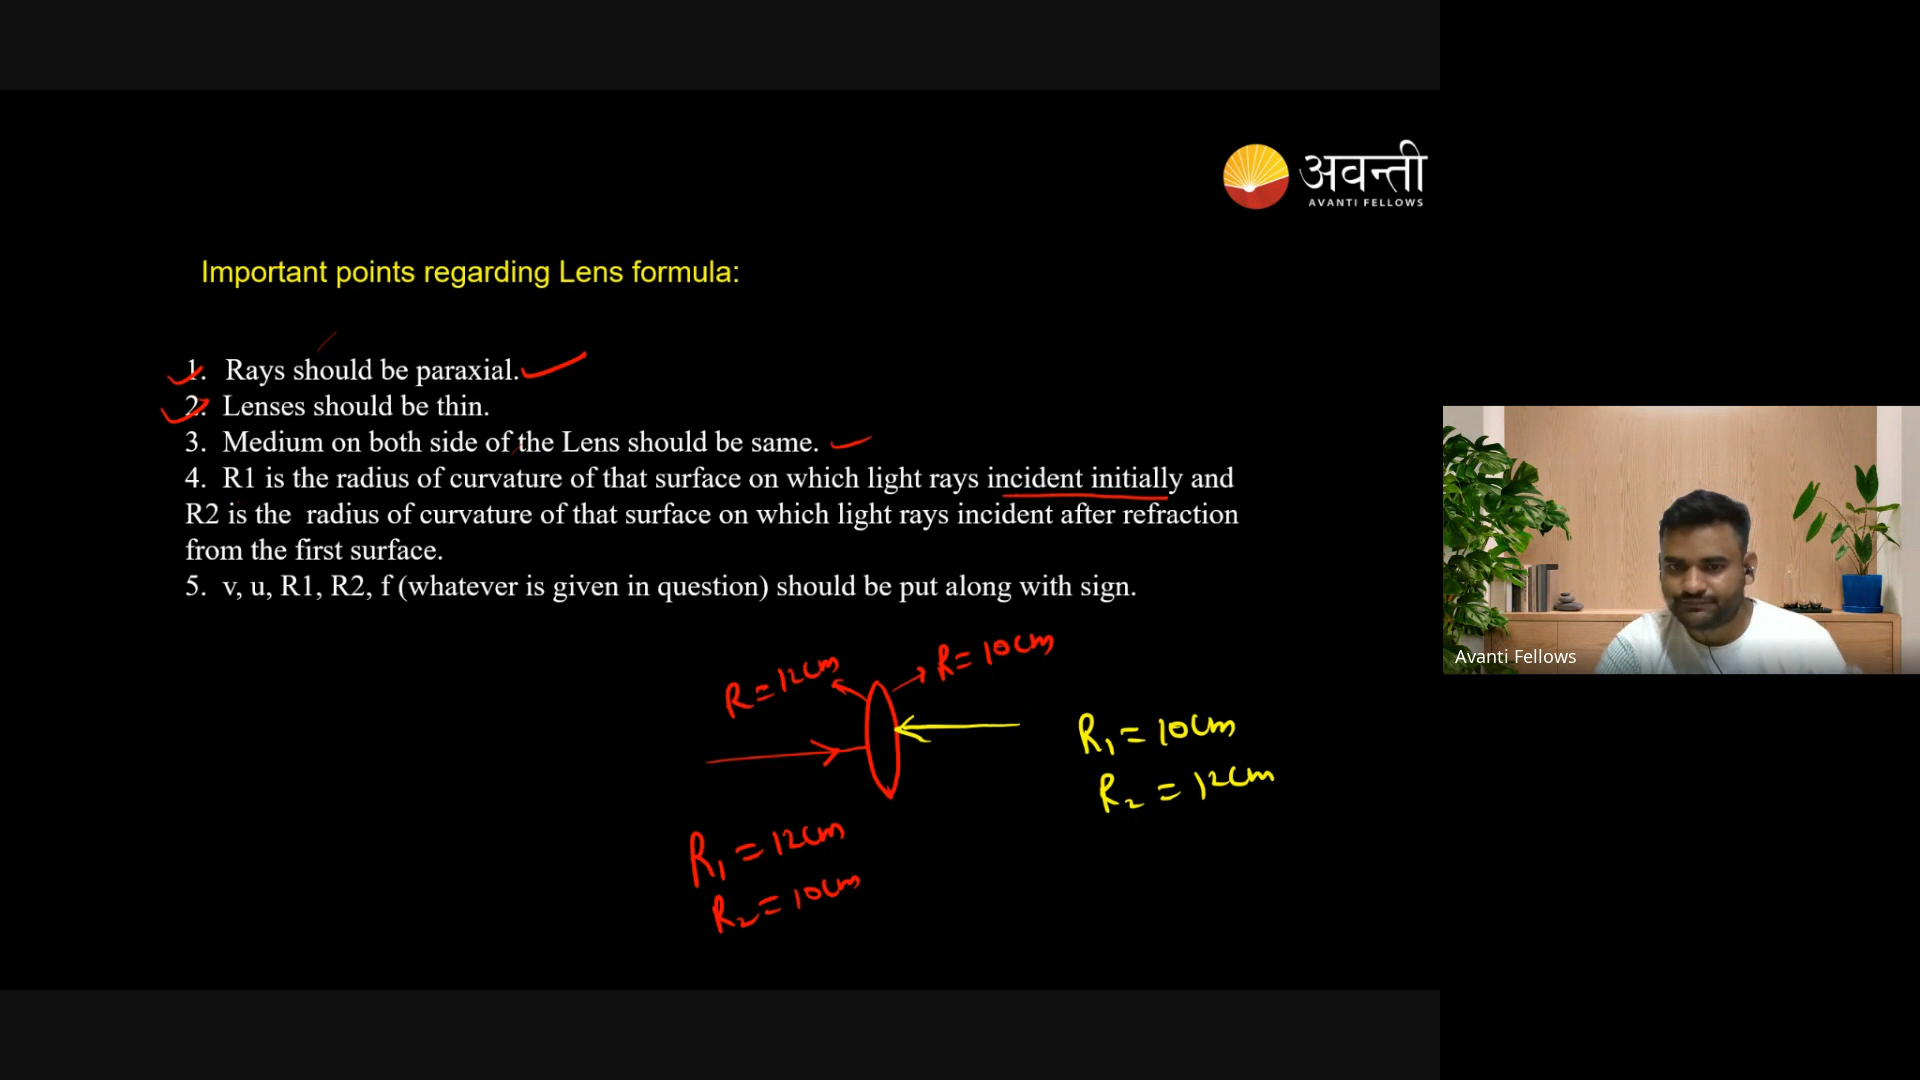 अवन्ती
AVANTI FELLOWS
Important points regarding Lens formula:
1. Rays should be paraxial.
2. Lenses should be thin.
3. Medium on both side of the Lens should be same.
4. R1 is the radius of curvature of that surface on which light rays incident initially and
R2 is the radius of curvature of that surface on which light rays incident after refraction
from the first surface.
5. v, u, R1, R2, f (whatever is given in question) should be put along with sign.
R = 12cm
R = 10cm
R₁ = 10cm
R₂ = 12cm
R₁ = 12cm
R₂ = 10cm
Avanti Fellows